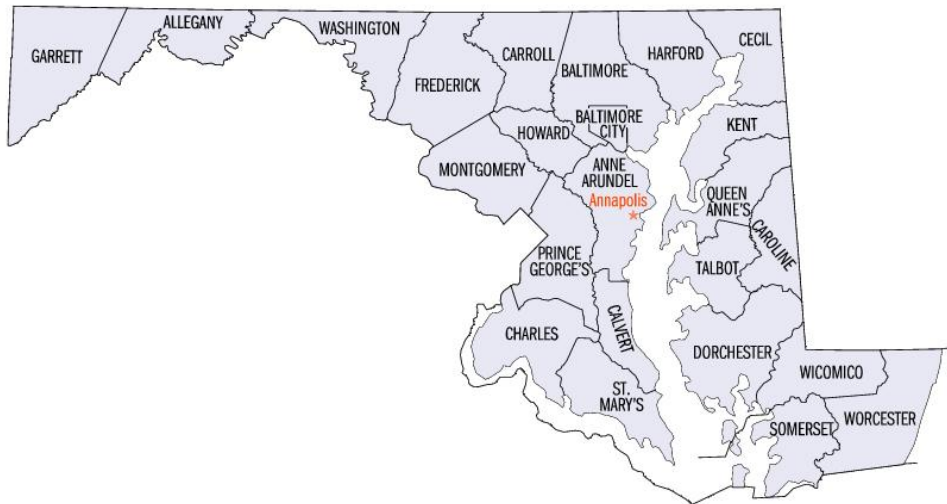 GARRETT
ALLEGANY
WASHINGTON
FREDERICK
CARROLL
BALTIMORE
HARFORD
CECIL
BALTIMORE
CITY
HOWARD
KENT
MONTGOMERY
ANNE
ARUNDEL
Annapolis
*
QUEEN
ANNE'S
CAROLINE
PRINCE
GEORGE'S
TALBOT
CHARLES
CALVERT
DORCHESTER
ST.
MARY'S
WICOMICO
SOMERSET
WORCESTER